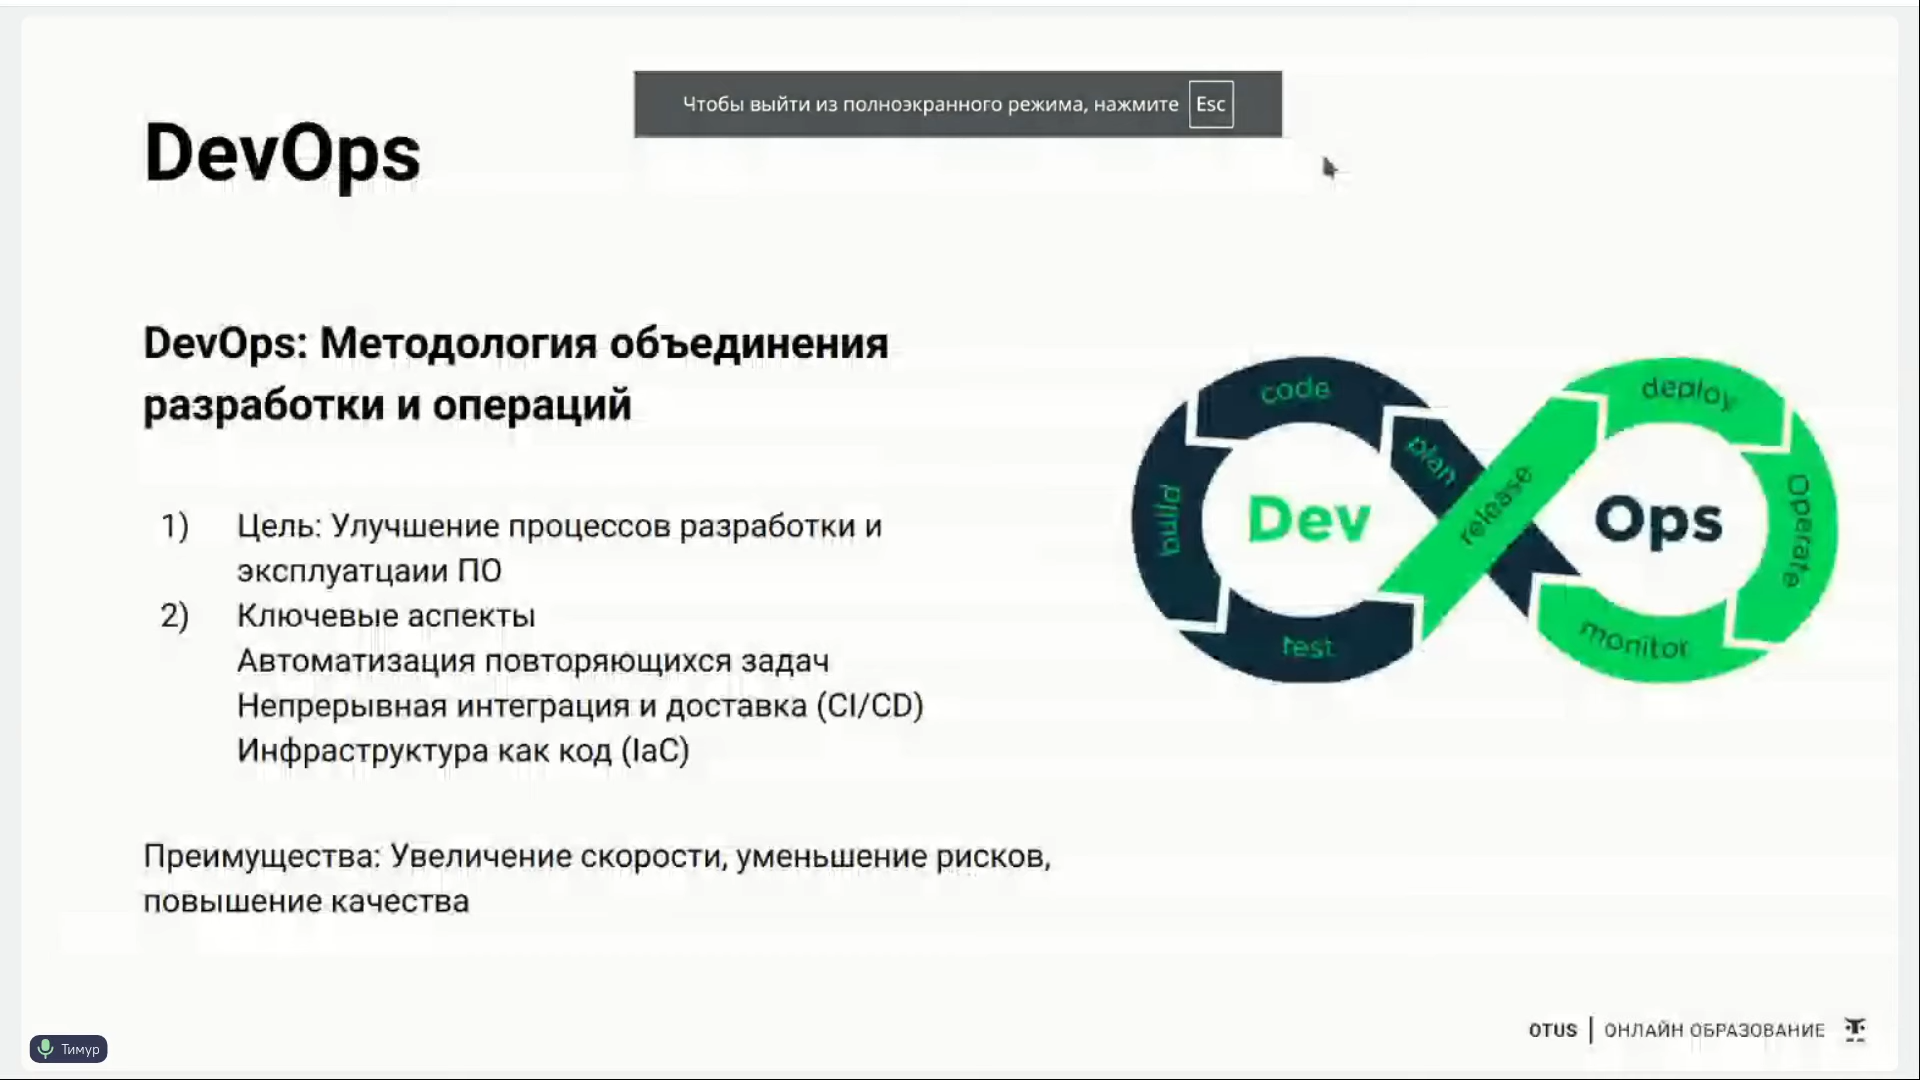 Чтобы выйти из полноэкранного режима, нажмите Esc
DevOps
DevOps: Методология объединения
разработки и операций
1) Цель: Улучшение процессов разработки и
эксплуатцаии ПО
2) Ключевые аспекты
Автоматизация повторяющихся задач
Непрерывная интеграция и доставка (CI/CD)
Инфраструктура как код (IaC)
Преимущества: Увеличение скорости, уменьшение рисков,
повышение качества
code
plan
build
Dev
test
release
deploy
Ops
Operate
monitor
OTUS | ОНЛАЙН ОБРАЗОВАНИЕ
Тимур